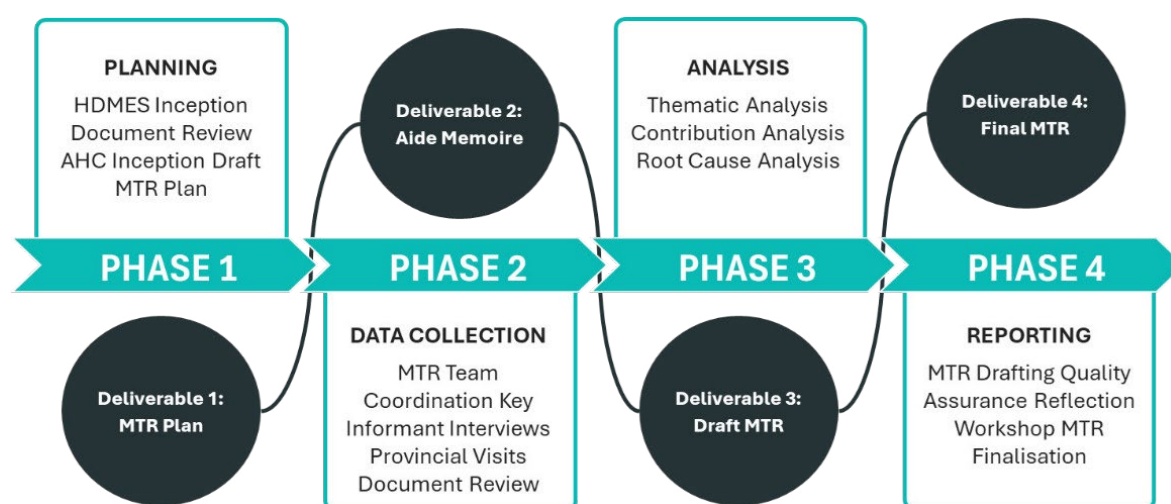 PLANNING
HDMES Inception
Document Review
AHC Inception Draft
MTR Plan
Deliverable 2:
Aide Memoire
ANALYSIS
Thematic Analysis
Contribution Analysis
Root Cause Analysis
Deliverable 4:
Final MTR
PHASE 1
PHASE 2
PHASE 3
PHASE 4
Deliverable 1:
MTR Plan
DATA COLLECTION
MTR Team
Coordination Key
Informant Interviews
Provincial Visits
Document Review
Deliverable 3:
Draft MTR
REPORTING
MTR Drafting Quality
Assurance Reflection
Workshop MTR
Finalisation